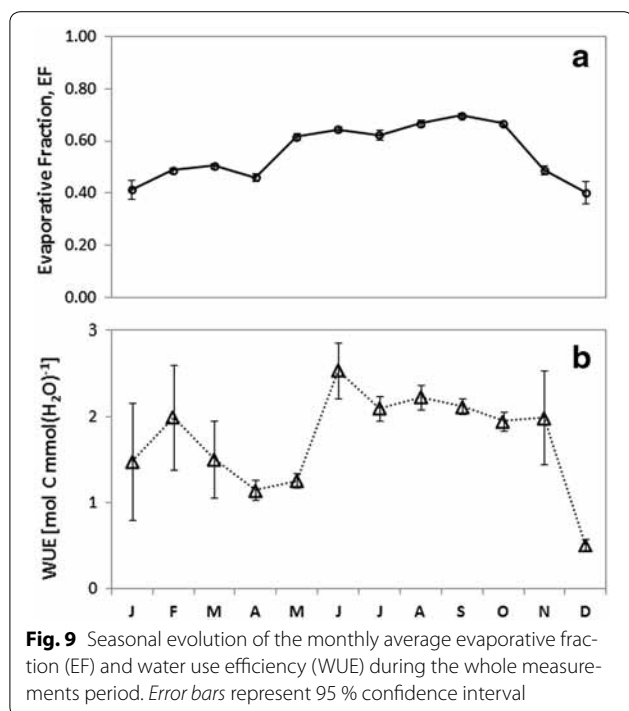 1.00
0.80
0.60
0.40
0.20
0.00
Evaporative Fraction, EF
a
3
2
1
0
WUE [mol C mmol(H₂O)⁻¹]
b
J F M A M J J A S O N D
Fig. 9 Seasonal evolution of the monthly average evaporative frac-
tion (EF) and water use efficiency (WUE) during the whole measure-
ments period. Error bars represent 95 % confidence interval